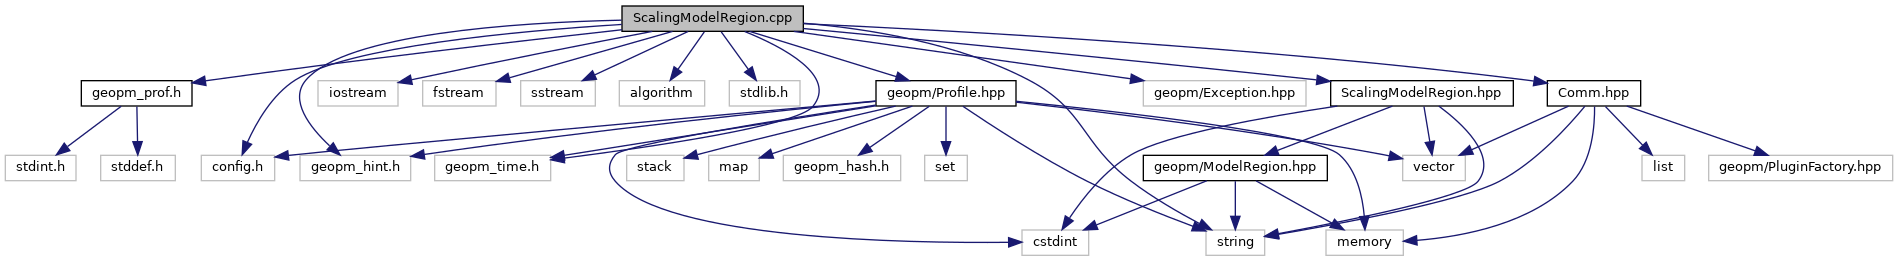 ScalingModelRegion.cpp
geopm_prof.h
iostream
fstream
sstream
algorithm
stdlib.h
geopm/Profile.hpp
geopm/Exception.hpp
ScalingModelRegion.hpp
Comm.hpp
stdint.h
stddef.h
config.h
geopm_hint.h
geopm_time.h
stack
map
geopm_hash.h
set
geopm/ModelRegion.hpp
vector
list
geopm/PluginFactory.hpp
cstdint
string
memory